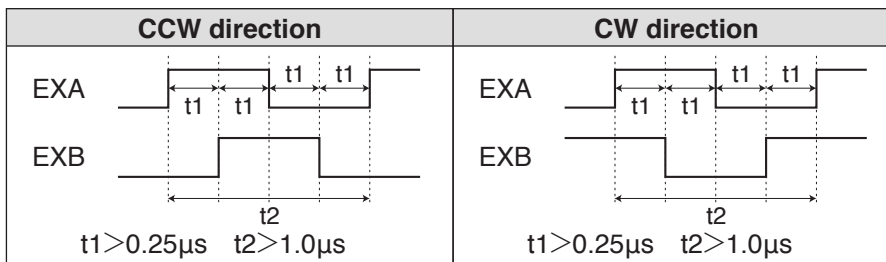 CCW direction
CW direction
EXA
t1
t1
t1
t1
EXB
t2
t1>0.25µs t2>1.0µs
EXA
t1
t1
t1
t1
EXB
t2
t1>0.25µs t2>1.0µs